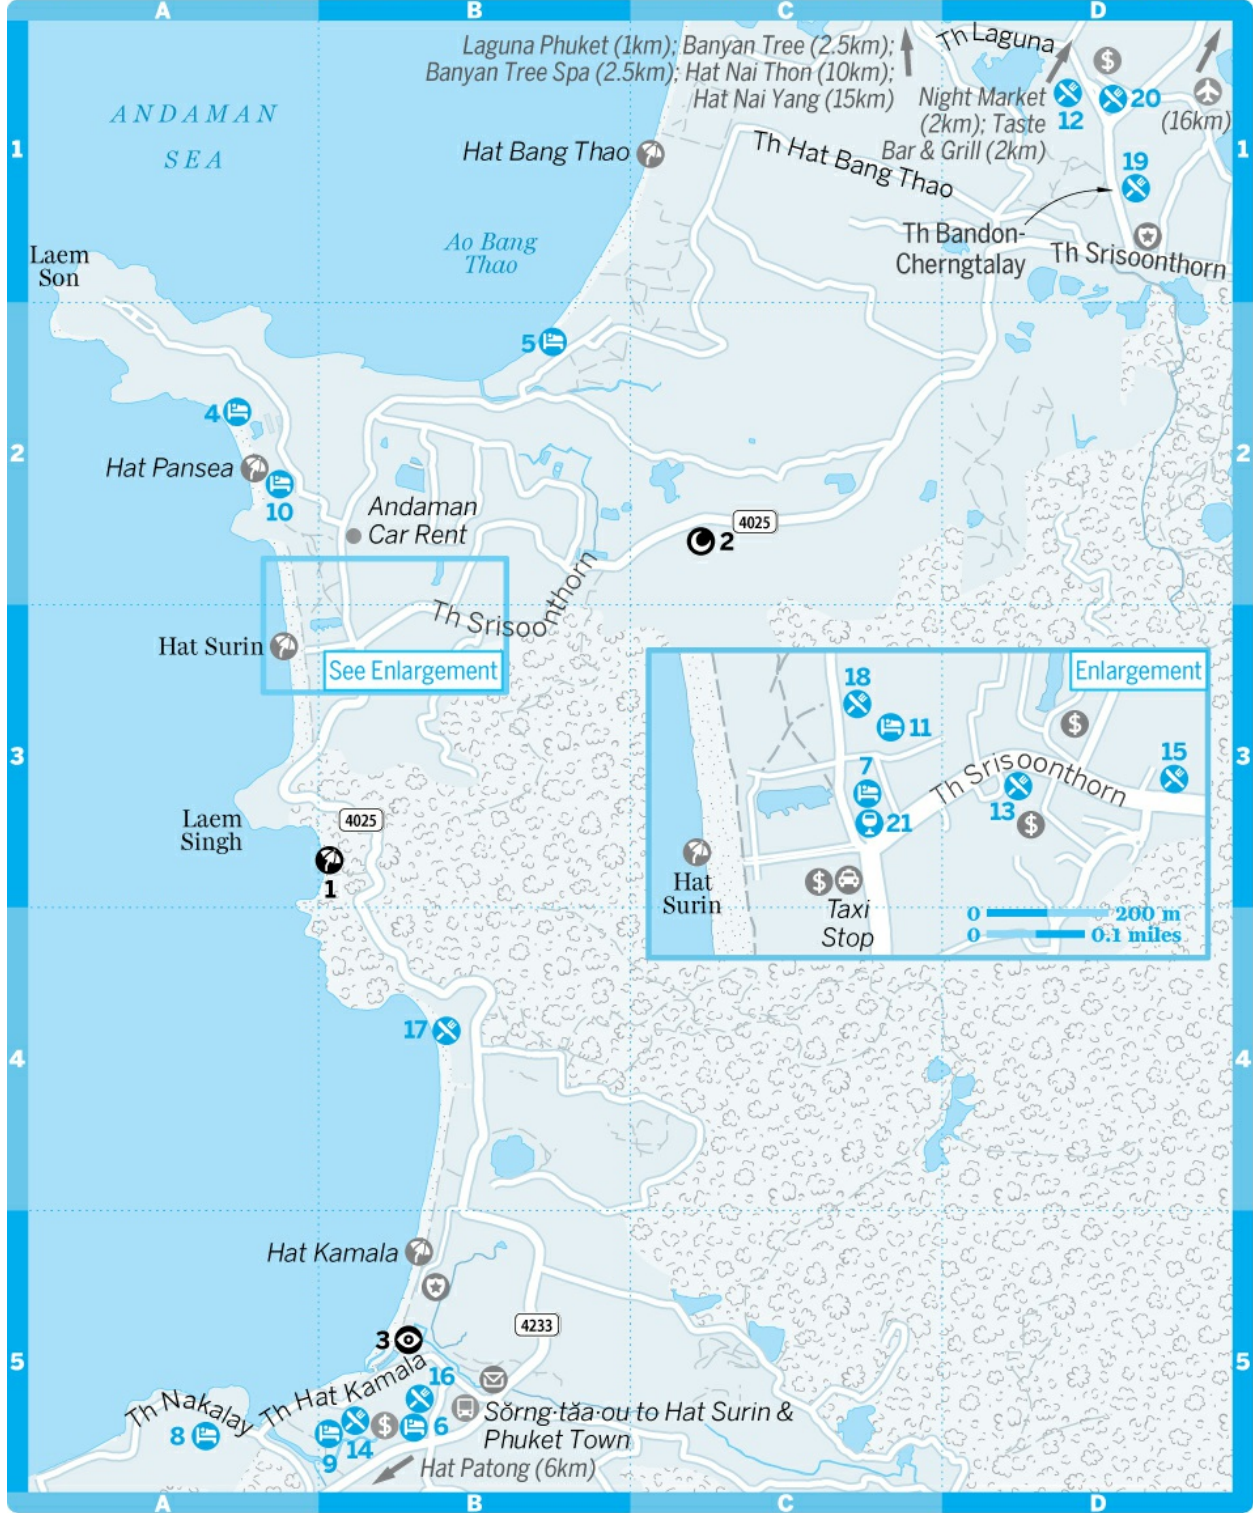 A B C D
Laguna Phuket (1km); Banyan Tree (2.5km);
Banyan Tree Spa (2.5km); Hat Nai Thon (10km);
Hat Nai Yang (15km)
Th Laguna
$
ANDAMAN
SEA
Night Market
(2km); Taste
Bar & Grill (2km)
12
20
(16km)
1
1
Hat Bang Thao
Th Hat Bang Thao
19
Ao Bang
Thao
Th Bandon-
Cherngtalay
Th Srisoonthorn
Laem
Son
5
4
2
2
Hat Pansea
10
Andaman
Car Rent
4025
2
Th Srisoonthorn
Hat Surin
See Enlargement
Enlargement
18
11
$
3
3
7
Th Srisoonthorn
15
13
21
$
Laem
Singh
4025
1
Hat
Surin
$
Taxi
Stop
0 200 m
0 0.1 miles
17
4
4
Hat Kamala
3
4233
5
5
Th Hat Kamala
16
Th Nakalay
8
9
14
$
6
Sŏrng·tăa·ou to Hat Surin &
Phuket Town
Hat Patong (6km)
A B C D